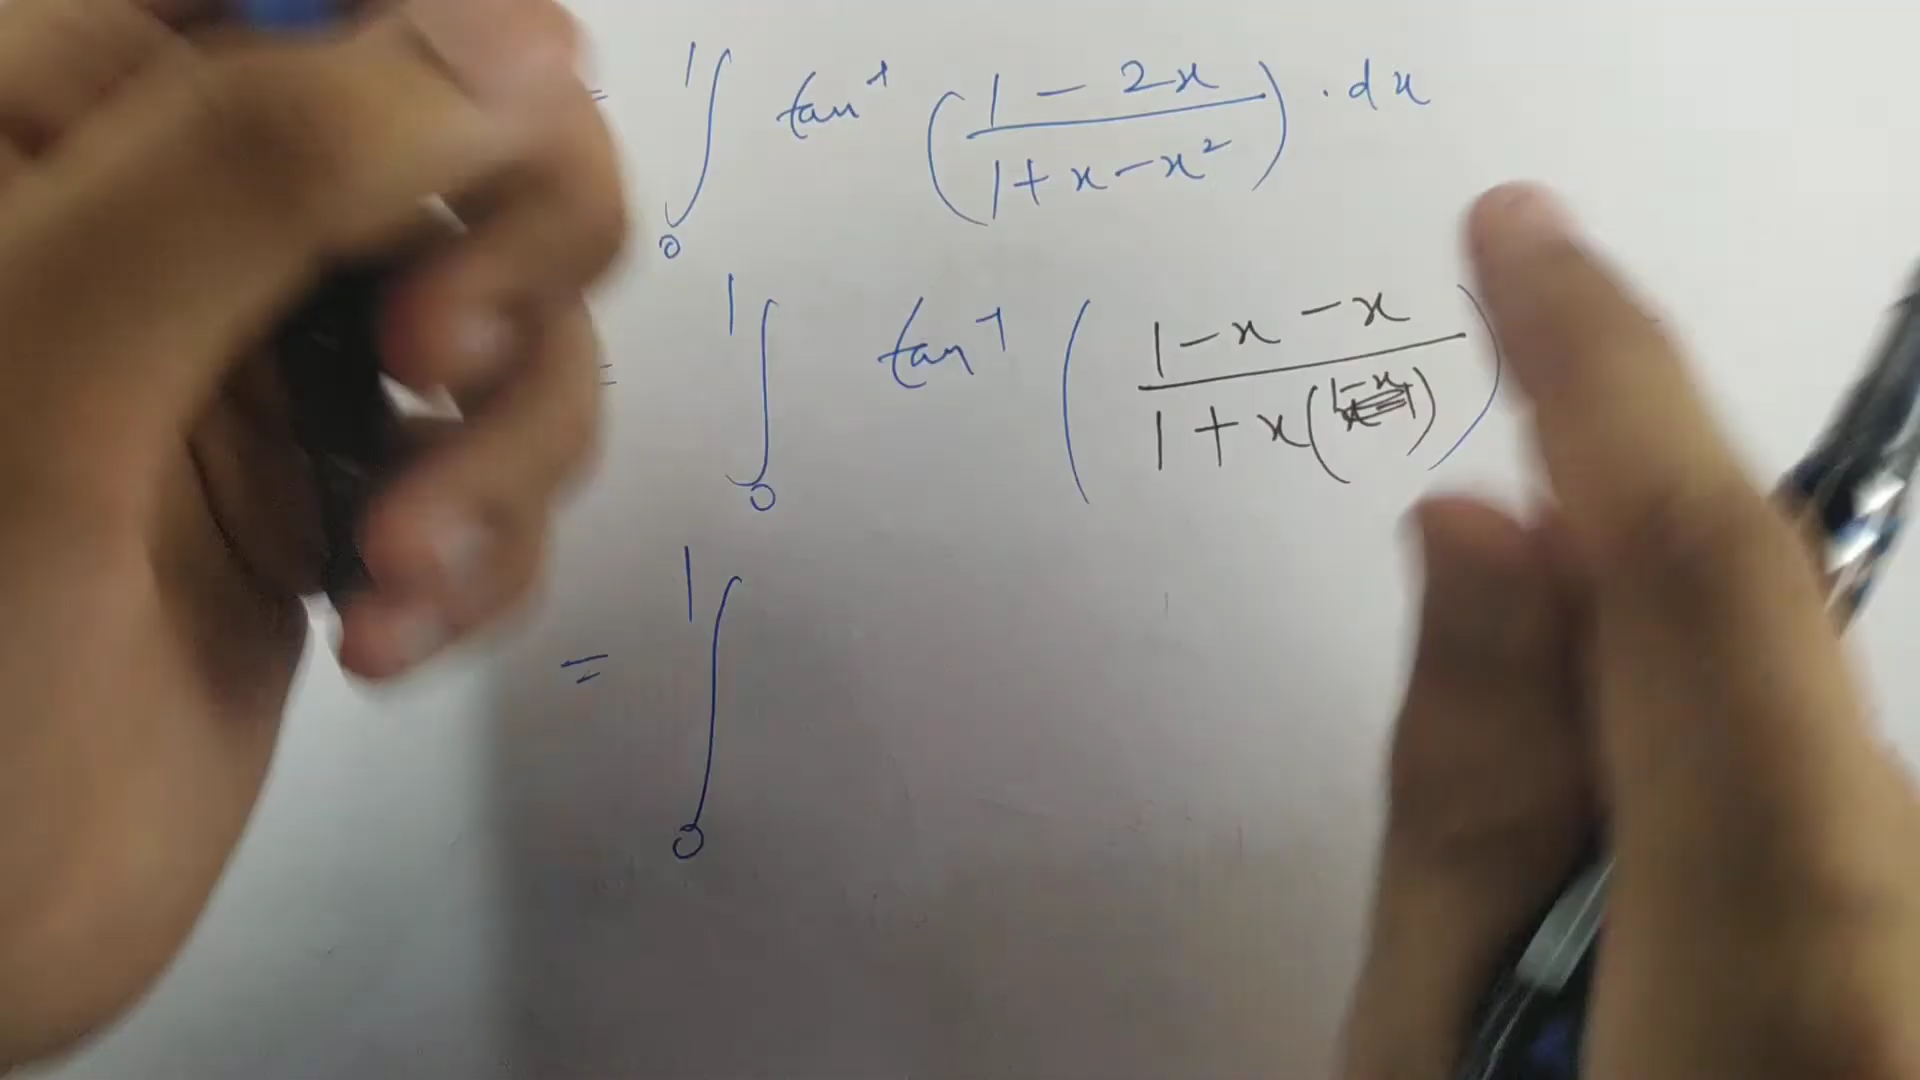 = ∫₀¹ tan⁻¹ ( (1 - 2x) / (1 + x - x²) ) . dx
= ∫₀¹ tan⁻¹ ( (1 - x - x) / (1 + x(1 - x)) )
= ∫₀¹